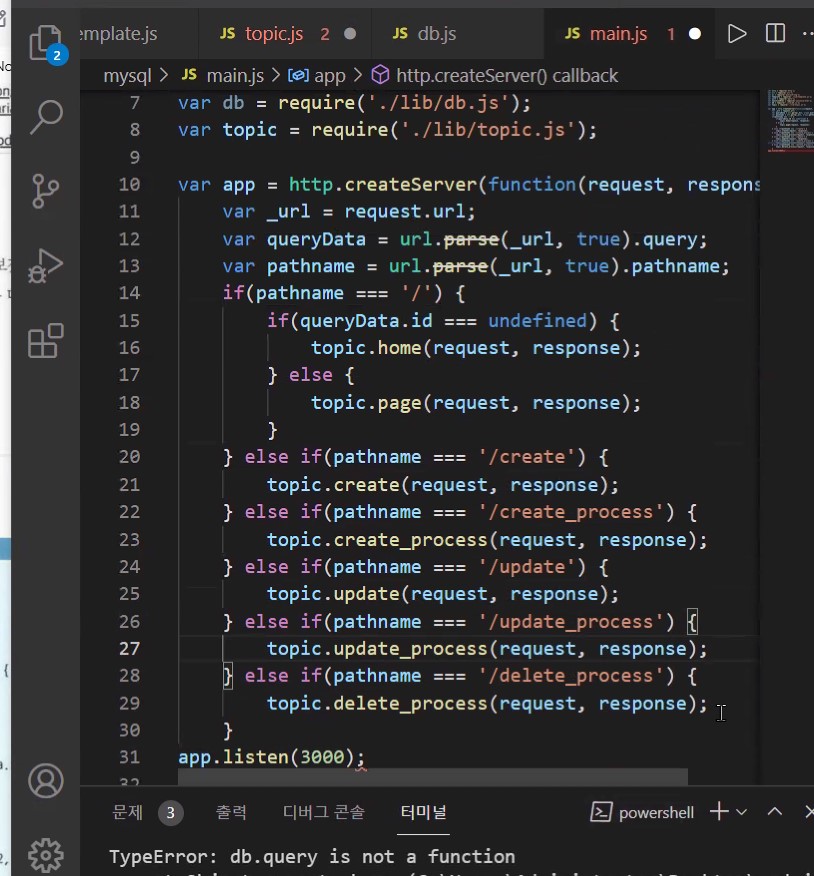 2
emplate.js JS topic.js 2 JS db.js JS main.js 1
mysql > JS main.js > app > http.createServer() callback
7 var db = require('./lib/db.js');
8 var topic = require('./lib/topic.js');
9
10 var app = http.createServer(function(request, respons
11 var _url = request.url;
12 var queryData = url.parse(_url, true).query;
13 var pathname = url.parse(_url, true).pathname;
14 if(pathname === '/') {
15 if(queryData.id === undefined) {
16 topic.home(request, response);
17 } else {
18 topic.page(request, response);
19 }
20 } else if(pathname === '/create') {
21 topic.create(request, response);
22 } else if(pathname === '/create_process') {
23 topic.create_process(request, response);
24 } else if(pathname === '/update') {
25 topic.update(request, response);
26 } else if(pathname === '/update_process') {
27 topic.update_process(request, response);
28 } else if(pathname === '/delete_process') {
29 topic.delete_process(request, response);
30 }
31 app.listen(3000);
32
문제 3 출력 디버그 콘솔 터미널 powershell
TypeError: db.query is not a function